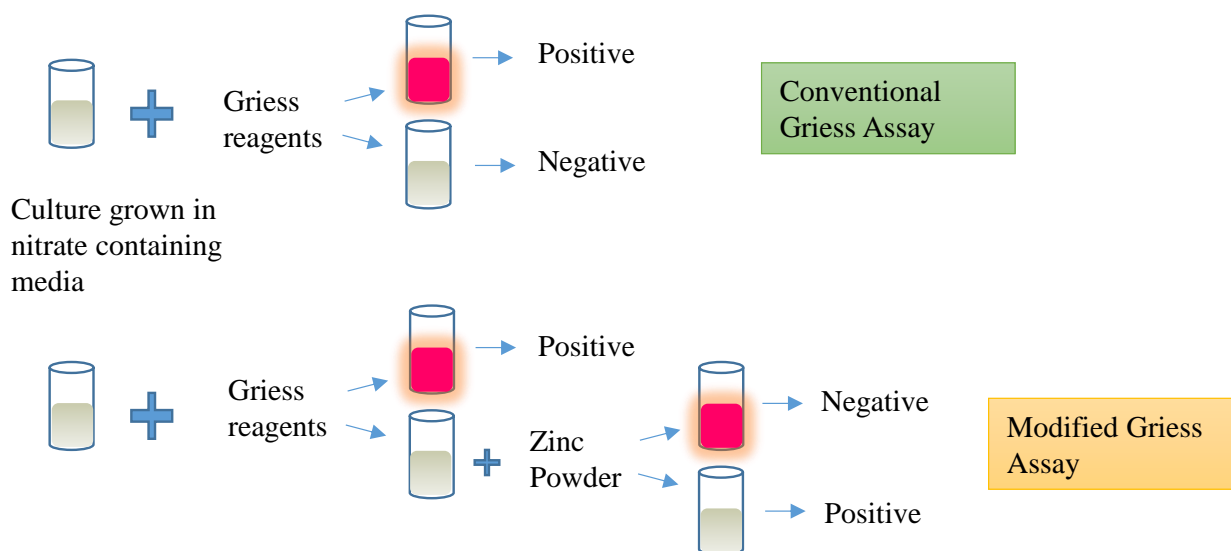 Positive
Griess
reagents
Negative
Conventional
Griess Assay
Culture grown in
nitrate containing
media
Positive
Griess
reagents
Zinc
Powder
Negative
Positive
Modified Griess
Assay